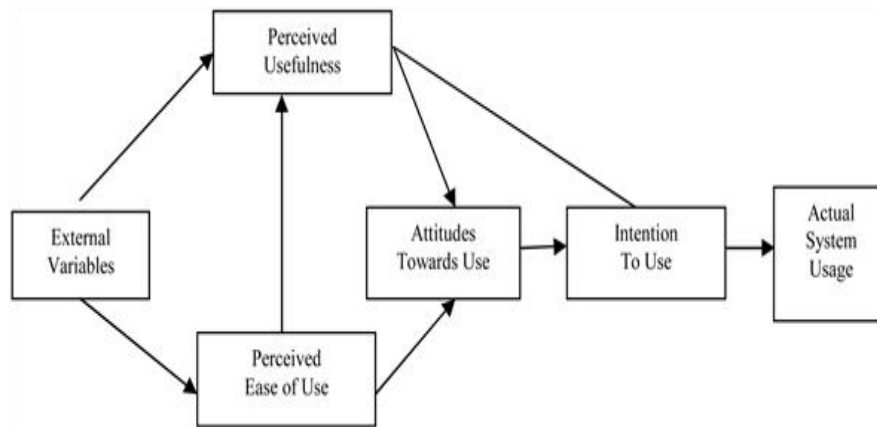 Perceived
Usefulness
External
Variables
Attitudes
Towards Use
Intention
To Use
Actual
System
Usage
Perceived
Ease of Use